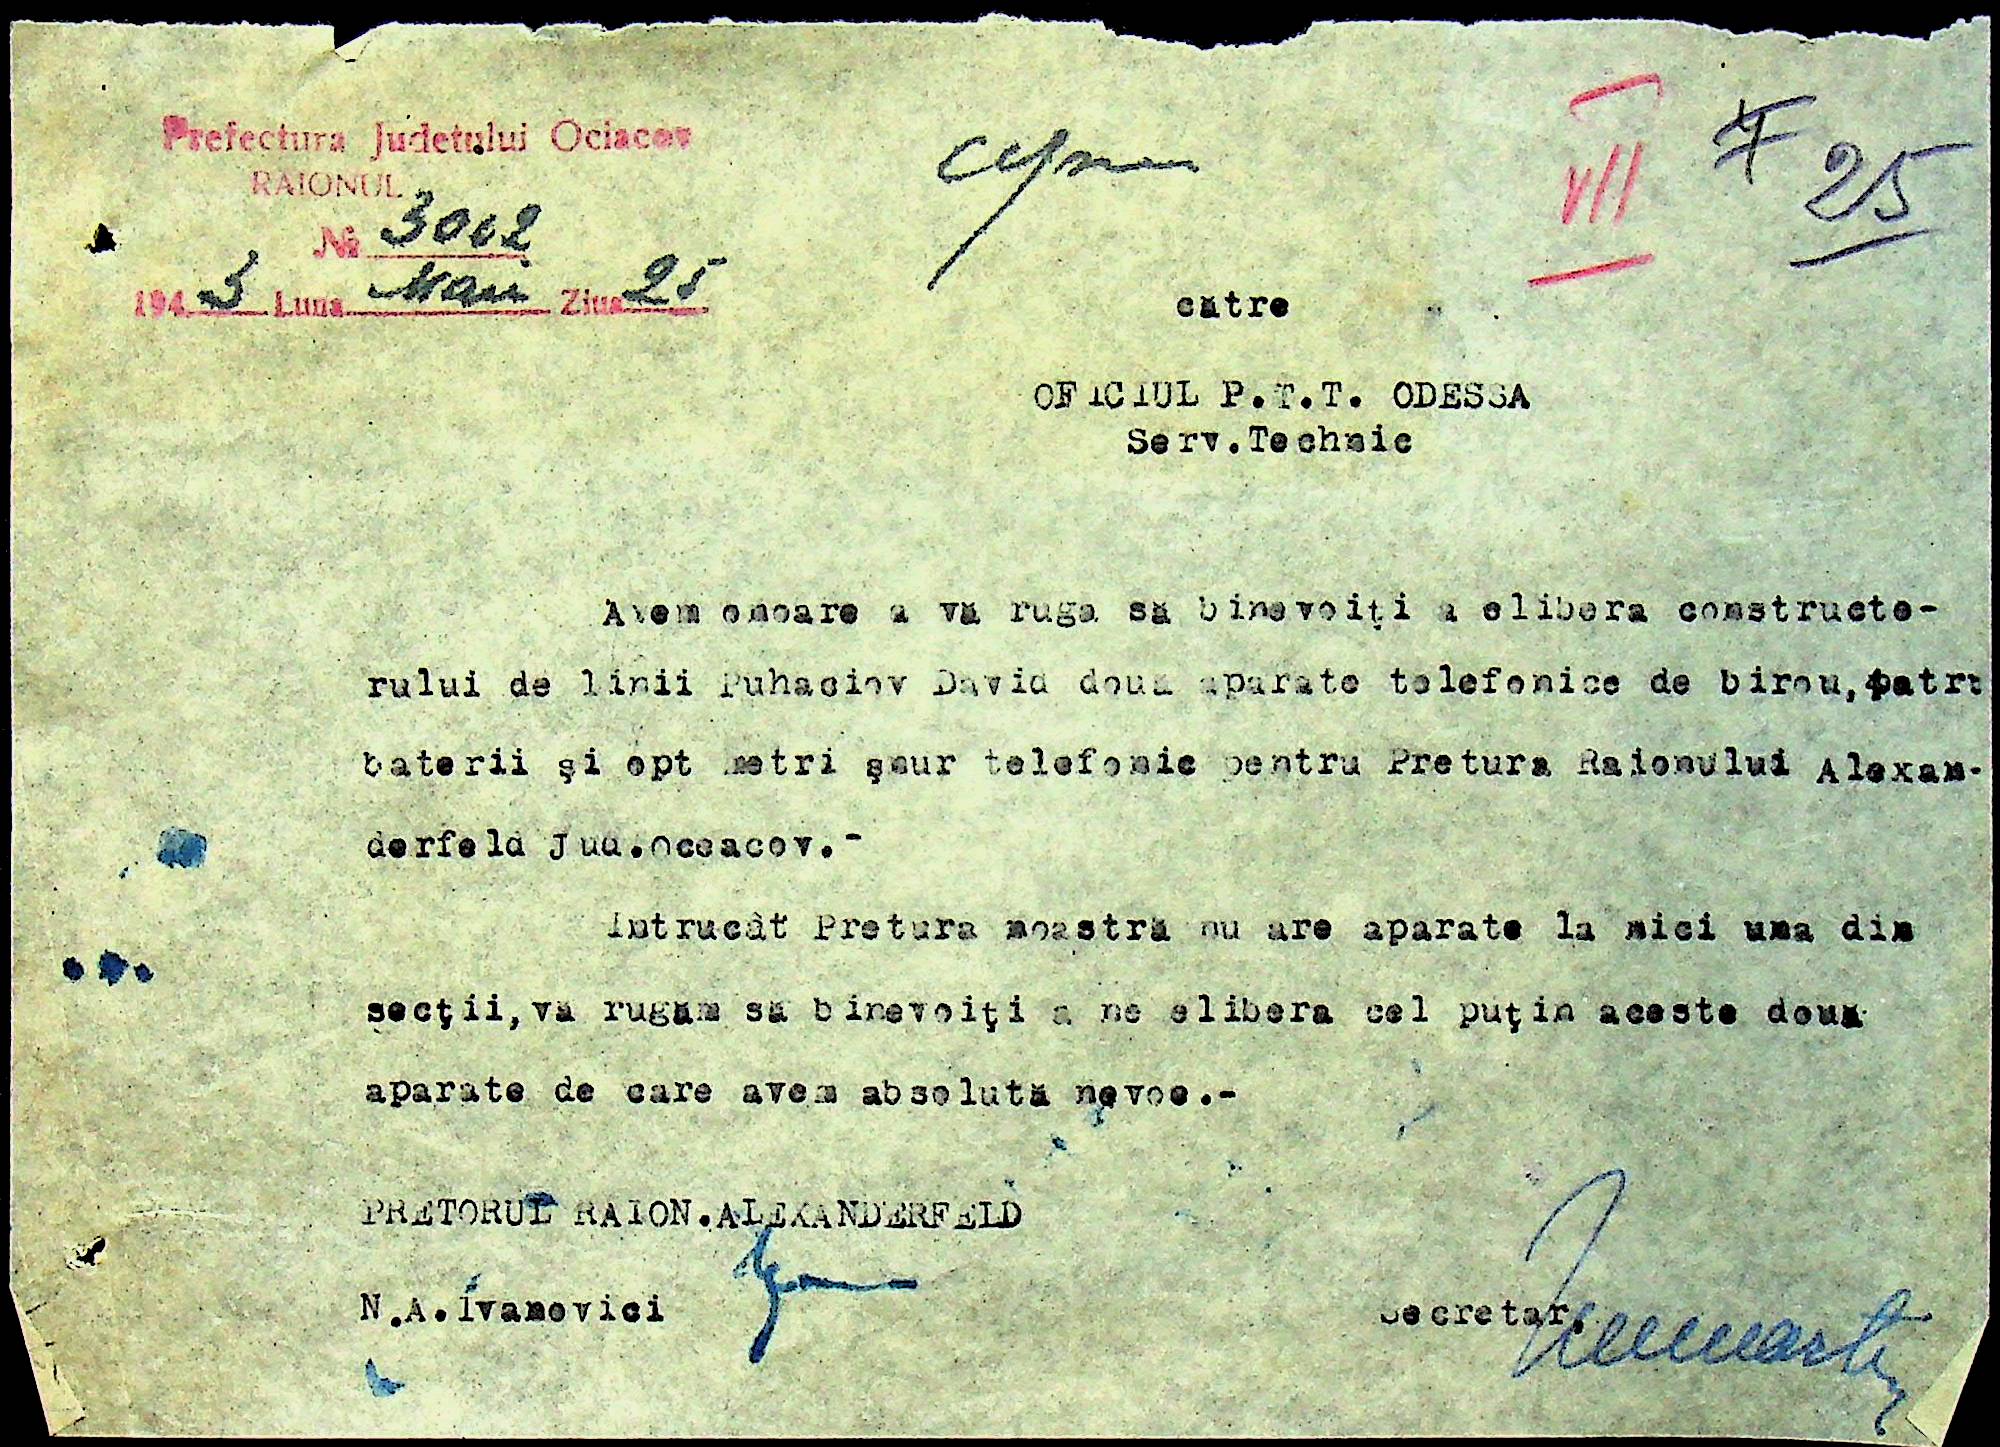 Prefectura Judetului Ociacov
RAIONUL
№ 3062
1943 Luna Mai Ziua 25
VII
F 25
către
OFICIUL P.T.T. ODESSA
Serv.Technic
Avem onoare a vă ruga să binevoiţi a elibera constructo-
rului de linii Puhaciov David două aparate telefonice de birou, patru
baterii şi opt metri şnur telefonic pentru Pretura Raionului Alexan-
derfeld Jud.Oceacov.-
Intrucât Pretura noastră nu are aparate la nici una din
secţii,vă rugăm să binevoiţi a ne elibera cel puţin aceste două
aparate de care avem absolută nevoe.-
PRETORUL RAION.ALEXANDERFELD
N.A.Ivanovici
Secretar.